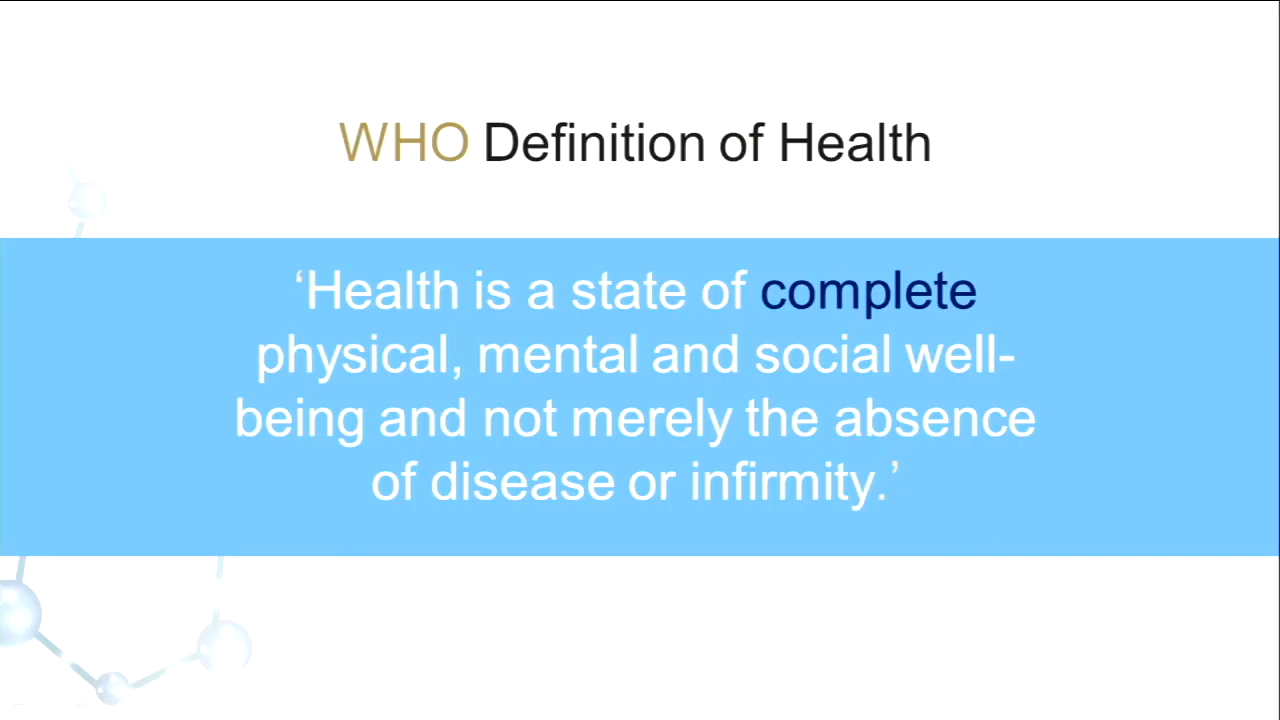 WHO Definition of Health
‘Health is a state of complete
physical, mental and social well-
being and not merely the absence
of disease or infirmity.’